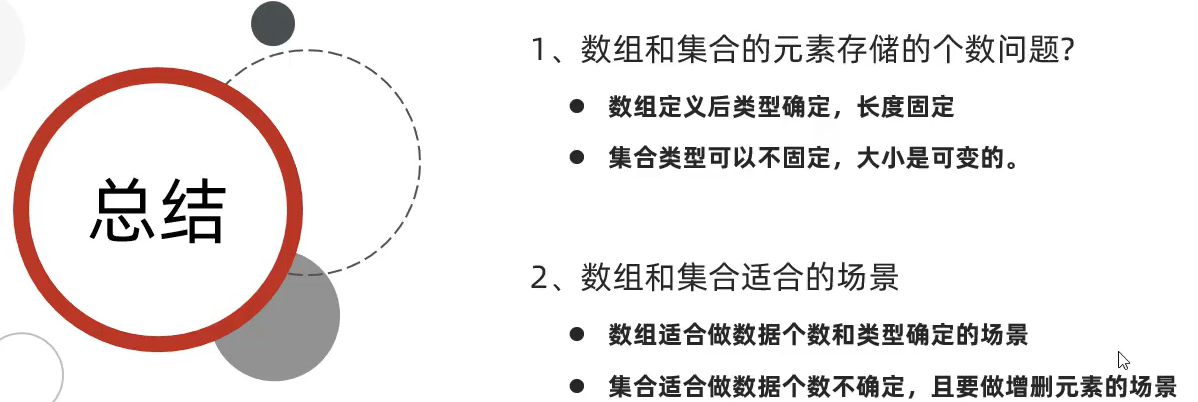 总结
1、数组和集合的元素存储的个数问题?
● 数组定义后类型确定，长度固定
● 集合类型可以不固定，大小是可变的。
2、数组和集合适合的场景
● 数组适合做数据个数和类型确定的场景
● 集合适合做数据个数不确定，且要做增删元素的场景